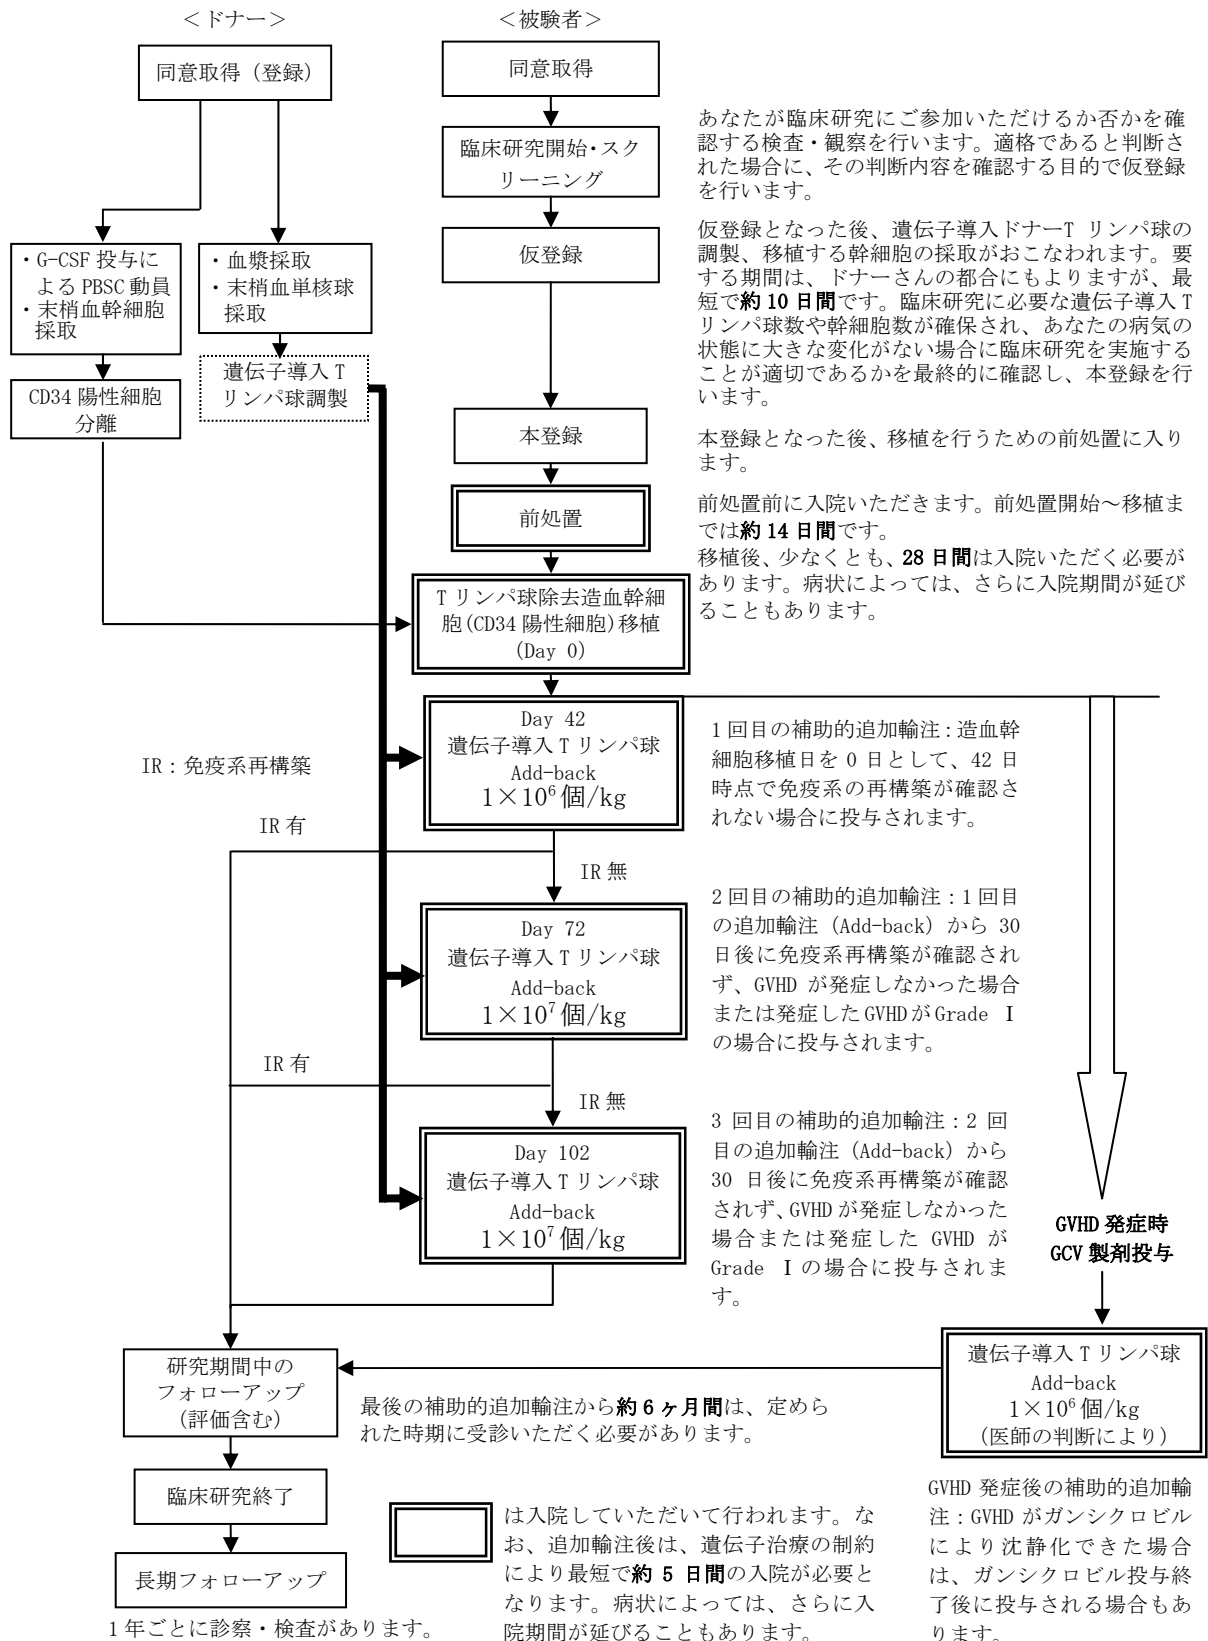 ＜ドナー＞
＜被験者＞
同意取得（登録）
同意取得
臨床研究開始・スク
リーニング
仮登録
・G-CSF 投与に
よる PBSC 動員
・末梢血幹細胞
採取
・血漿採取
・末梢血単核球
採取
CD34 陽性細胞
分離
遺伝子導入 T
リンパ球調製
本登録
前処置
T リンパ球除去造血幹細
胞(CD34 陽性細胞)移植
(Day 0)
あなたが臨床研究にご参加いただけるか否かを確
認する検査・観察を行います。適格であると判断さ
れた場合に、その判断内容を確認する目的で仮登録
を行います。
仮登録となった後、遺伝子導入ドナーT リンパ球の
調製、移植する幹細胞の採取がおこなわれます。要
する期間は、ドナーさんの都合にもよりますが、最
短で約 10 日間です。臨床研究に必要な遺伝子導入 T
リンパ球数や幹細胞数が確保され、あなたの病気の
状態に大きな変化がない場合に臨床研究を実施する
ことが適切であるかを最終的に確認し、本登録を行
います。
本登録となった後、移植を行うための前処置に入り
ます。
前処置前に入院いただきます。前処置開始～移植ま
では約 14 日間です。
移植後、少なくとも、28 日間は入院いただく必要が
あります。病状によっては、さらに入院期間が延び
ることもあります。
IR：免疫系再構築
Day 42
遺伝子導入 T リンパ球
Add-back
1×10⁶ 個/kg
1 回目の補助的追加輸注：造血幹
細胞移植日を 0 日として、42 日
時点で免疫系の再構築が確認さ
れない場合に投与されます。
IR 有
IR 無
Day 72
遺伝子導入 T リンパ球
Add-back
1×10⁷ 個/kg
2 回目の補助的追加輸注：1 回目
の追加輸注（Add-back）から 30
日後に免疫系再構築が確認され
ず、GVHD が発症しなかった場合
または発症した GVHD が Grade Ⅰ
の場合に投与されます。
IR 有
IR 無
Day 102
遺伝子導入 T リンパ球
Add-back
1×10⁷ 個/kg
3 回目の補助的追加輸注：2 回
目の追加輸注（Add-back）から
30 日後に免疫系再構築が確認
されず、GVHD が発症しなかった
場合または発症した GVHD が
Grade Ⅰの場合に投与されま
す。
GVHD 発症時
GCV 製剤投与
遺伝子導入 T リンパ球
Add-back
1×10⁶ 個/kg
(医師の判断により)
研究期間中の
フォローアップ
(評価含む)
最後の補助的追加輸注から約 6 ヶ月間は、定めら
れた時期に受診いただく必要があります。
臨床研究終了
長期フォローアップ
1 年ごとに診察・検査があります。
は入院していただいて行われます。な
お、追加輸注後は、遺伝子治療の制約
により最短で約 5 日間の入院が必要と
なります。病状によっては、さらに入
院期間が延びることもあります。
GVHD 発症後の補助的追加輸
注：GVHD がガンシクロビル
により沈静化できた場合
は、ガンシクロビル投与終
了後に投与される場合もあ
ります。